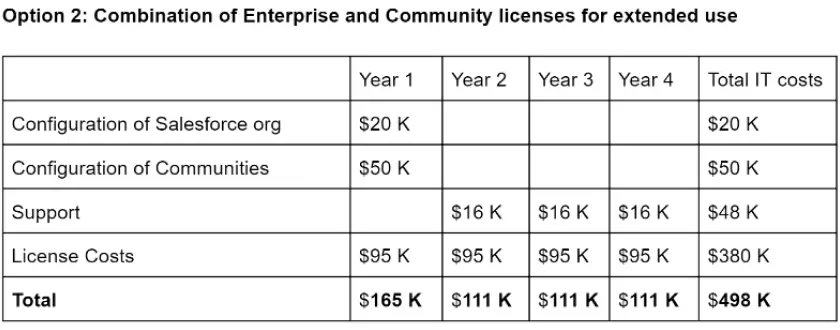 Option 2: Combination of Enterprise and Community licenses for extended use
Year 1 Year 2 Year 3 Year 4 Total IT costs
Configuration of Salesforce org $20 K $20 K
Configuration of Communities $50 K $50 K
Support $16 K $16 K $16 K $48 K
License Costs $95 K $95 K $95 K $95 K $380 K
Total $165 K $111 K $111 K $111 K $498 K